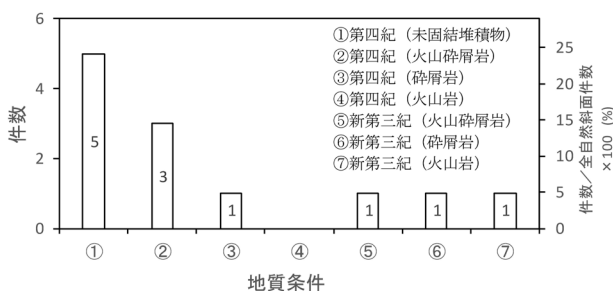 6
4
2
0
件数
5
3
1
1
1
1
①
②
③
④
⑤
⑥
⑦
地質条件
①第四紀（未固結堆積物）
②第四紀（火山砕屑岩）
③第四紀（砕屑岩）
④第四紀（火山岩）
⑤新第三紀（火山砕屑岩）
⑥新第三紀（砕屑岩）
⑦新第三紀（火山岩）
25
20
15
10
5
0
件数／全自然斜面件数
×100 (%)